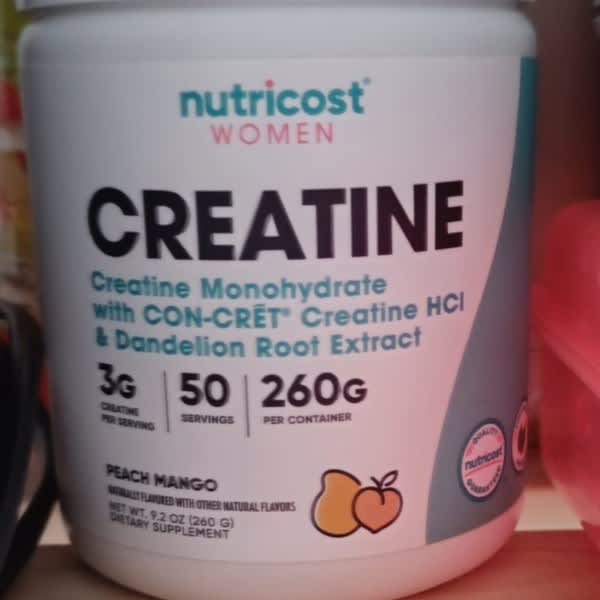 nutricost®
WOMEN
CREATINE
Creatine Monohydrate
with CON-CRĒT® Creatine HCl
& Dandelion Root Extract
3G 50 260G
CREATINE SERVINGS PER CONTAINER
PER SERVING
PEACH MANGO
NATURALLY FLAVORED WITH OTHER NATURAL FLAVORS
NET WT. 9.2 OZ (260 G)
DIETARY SUPPLEMENT
QUALITY
nutricost
GUARANTEED